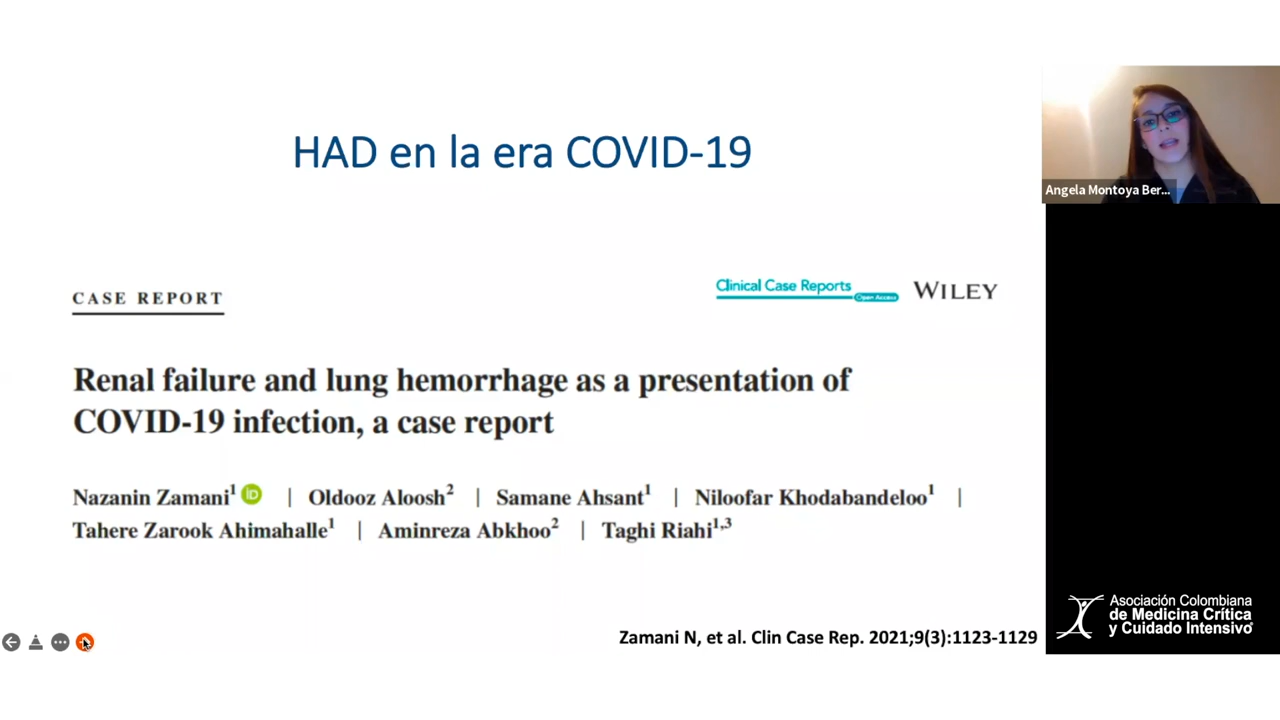 HAD en la era COVID-19
Angela Montoya Ber...
CASE REPORT
Clinical Case Reports
Open Access
WILEY
Renal failure and lung hemorrhage as a presentation of
COVID-19 infection, a case report
Nazanin Zamani1 iD | Oldooz Aloosh2 | Samane Ahsant1 | Niloofar Khodabandeloo1 |
Tahere Zarook Ahimahalle1 | Aminreza Abkhoo2 | Taghi Riahi1,3
Asociación Colombiana
de Medicina Crítica
y Cuidado Intensivo
Zamani N, et al. Clin Case Rep. 2021;9(3):1123-1129